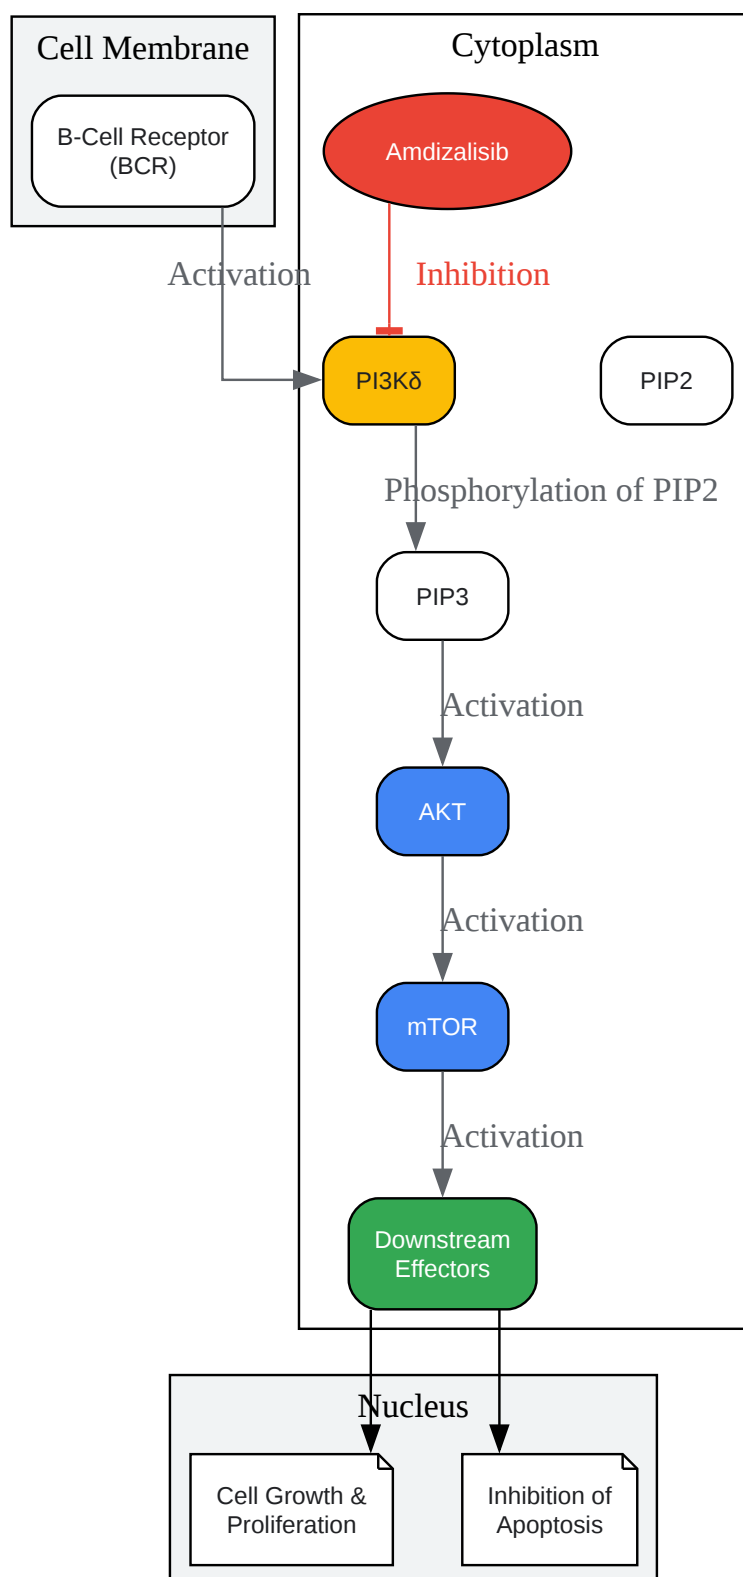 Cell Membrane
Cytoplasm
B-Cell Receptor
(BCR)
Amdizalisib
Activation
Inhibition
PI3Kδ
PIP2
Phosphorylation of PIP2
PIP3
Activation
AKT
Activation
mTOR
Activation
Downstream
Effectors
Nucleus
Cell Growth &
Proliferation
Inhibition of
Apoptosis